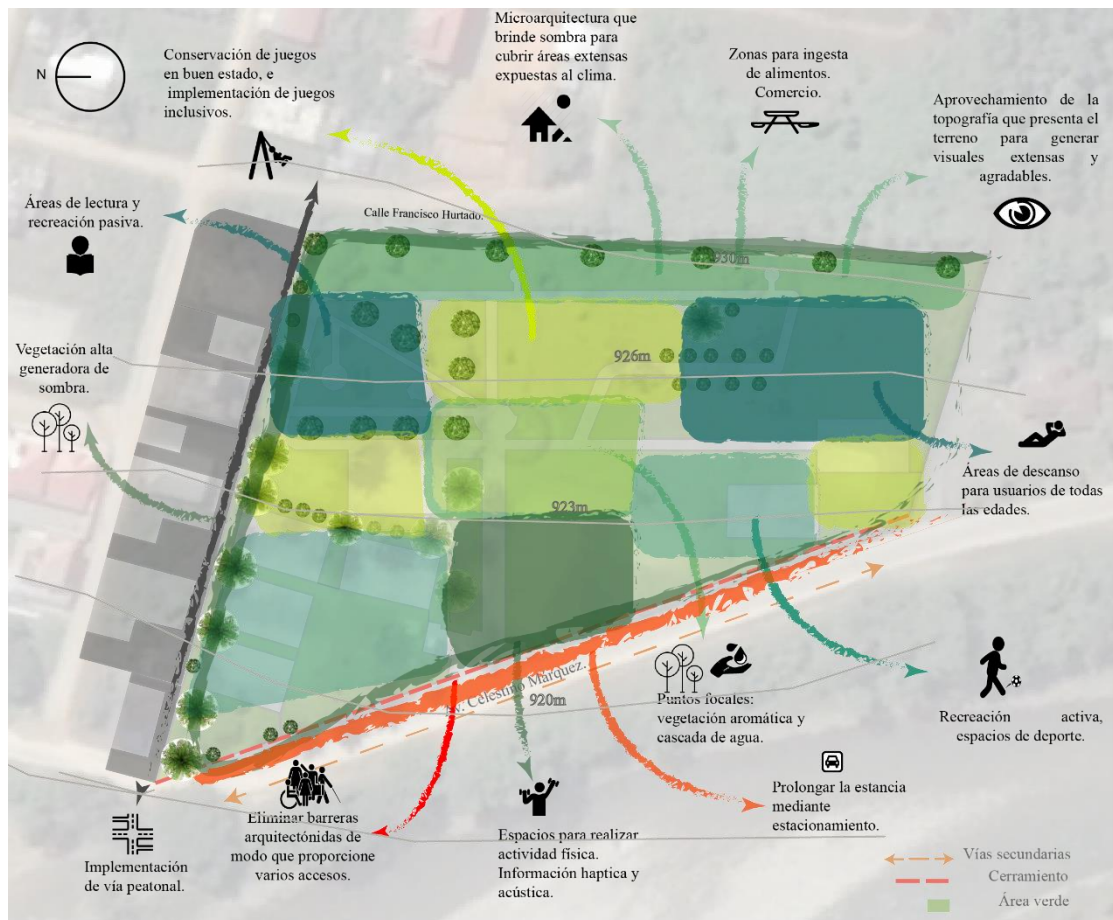 N
Conservación de juegos
en buen estado, e
implementación de juegos
inclusivos.
Microarquitectura que
brinde sombra para
cubrir áreas extensas
expuestas al clima.
Zonas para ingesta
de alimentos.
Comercio.
Aprovechamiento de la
topografía que presenta el
terreno para generar
visuales extensas y
agradables.
Áreas de lectura y
recreación pasiva.
Calle Francisco Hurtado.
930m
Vegetación alta
generadora de
sombra.
926m
Áreas de descanso
para usuarios de todas
las edades.
923m
Av. Celestino Márquez.
920m
Puntos focales:
vegetación aromática y
cascada de agua.
Recreación activa,
espacios de deporte.
Prolongar la estancia
mediante
estacionamiento.
Implementación
de vía peatonal.
Eliminar barreras
arquitectónidas de
modo que proporcione
varios accesos.
Espacios para realizar
actividad física.
Información haptica y
acústica.
Vías secundarias
Cerramiento
Área verde